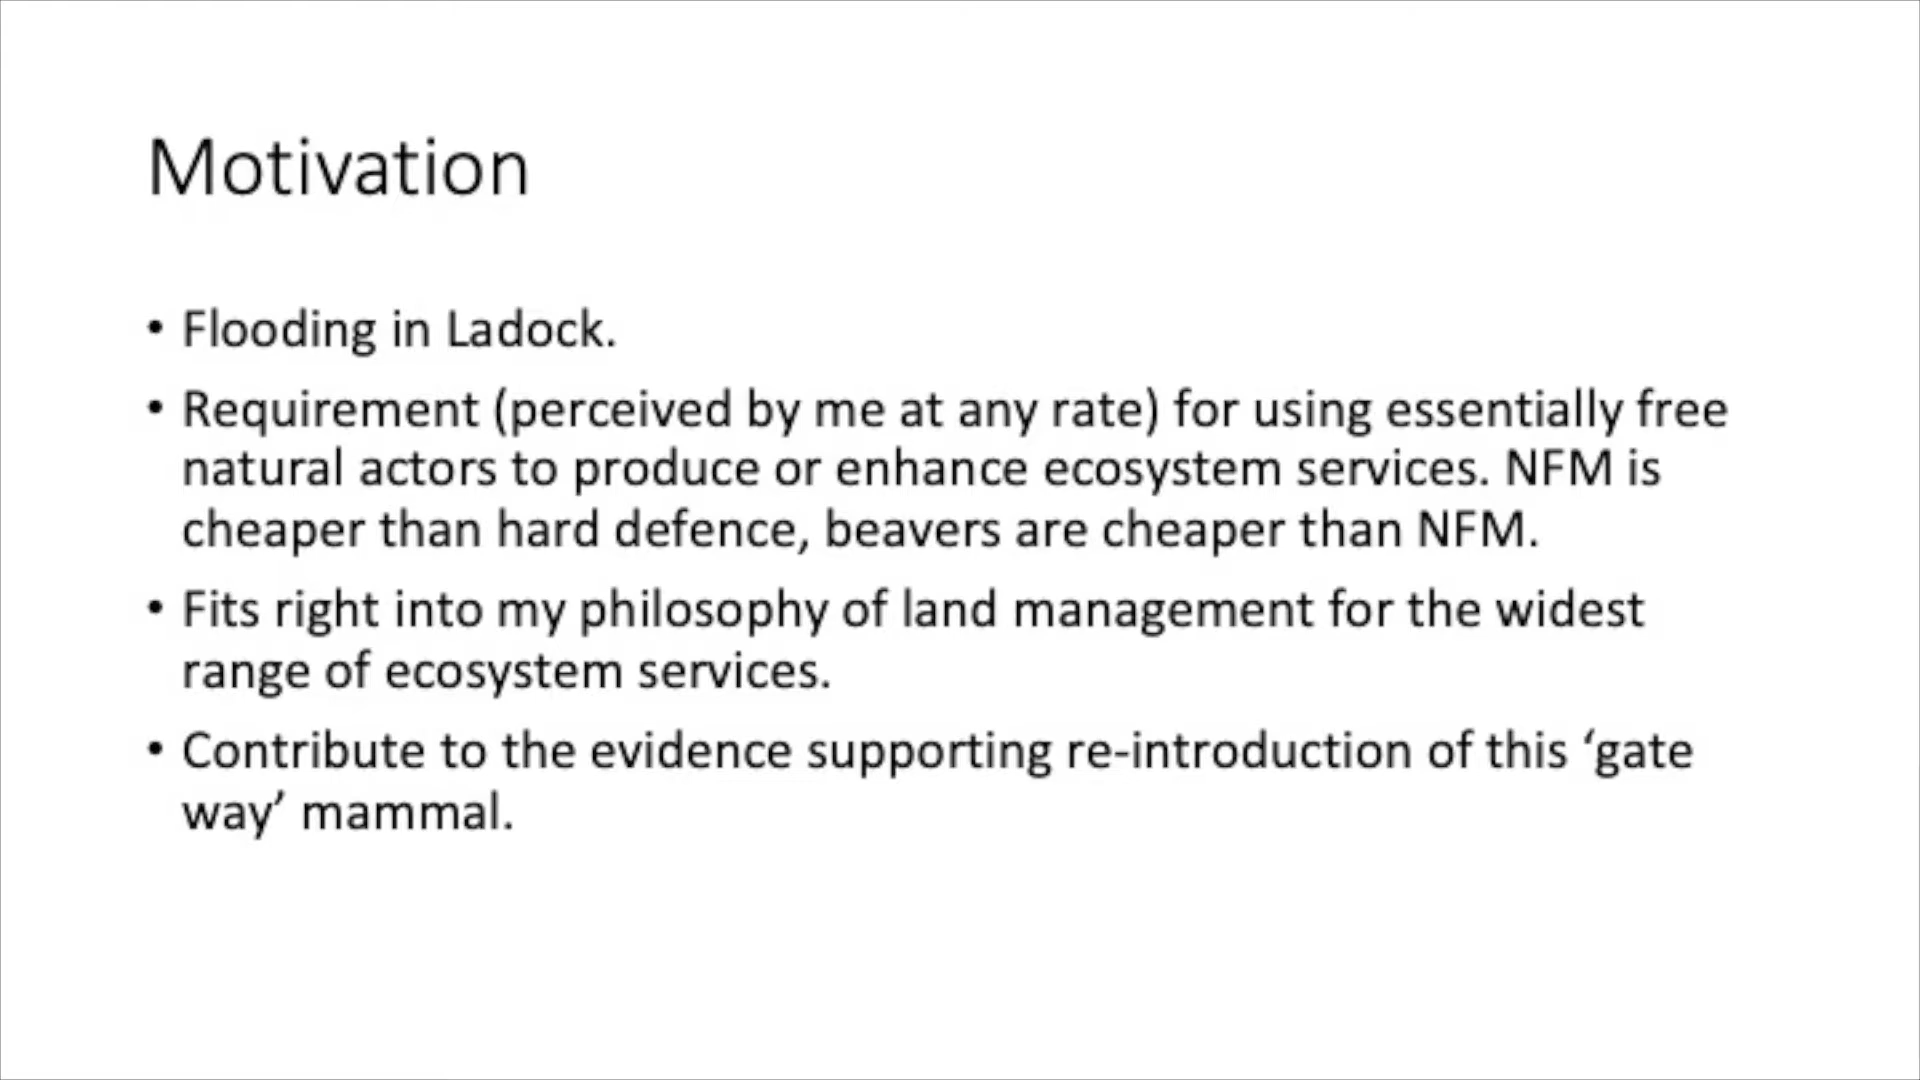 Motivation
• Flooding in Ladock.
• Requirement (perceived by me at any rate) for using essentially free
natural actors to produce or enhance ecosystem services. NFM is
cheaper than hard defence, beavers are cheaper than NFM.
• Fits right into my philosophy of land management for the widest
range of ecosystem services.
• Contribute to the evidence supporting re-introduction of this ‘gate
way’ mammal.